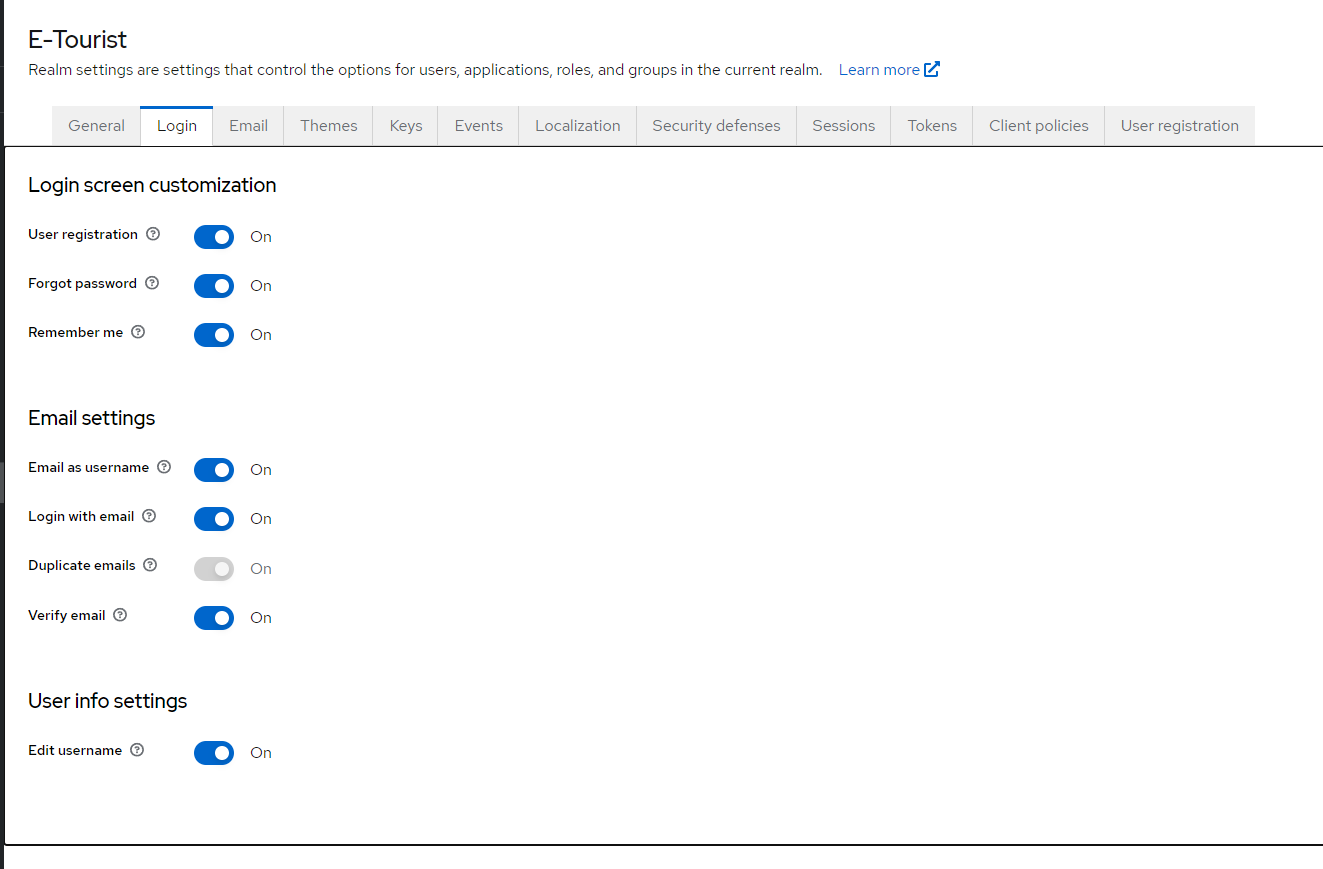 E-Tourist
Realm settings are settings that control the options for users, applications, roles, and groups in the current realm. Learn more
General Login Email Themes Keys Events Localization Security defenses Sessions Tokens Client policies User registration
Login screen customization
User registration On
Forgot password On
Remember me On
Email settings
Email as username On
Login with email On
Duplicate emails On
Verify email On
User info settings
Edit username On